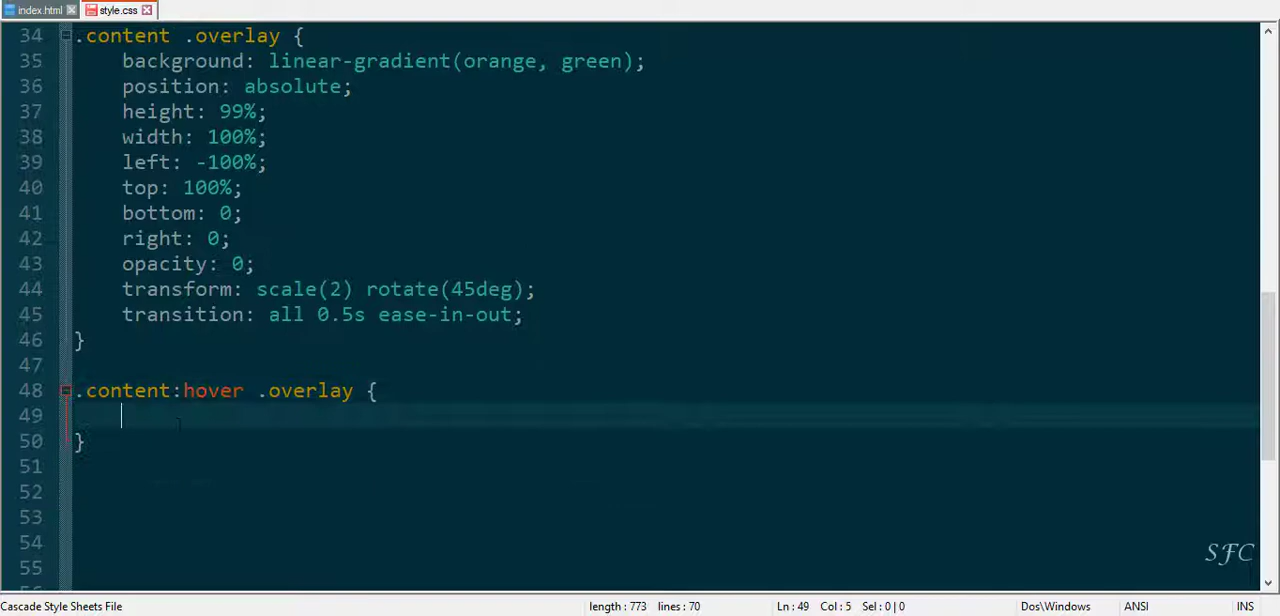 index.html style.css
34 .content .overlay {
35 background: linear-gradient(orange, green);
36 position: absolute;
37 height: 99%;
38 width: 100%;
39 left: -100%;
40 top: 100%;
41 bottom: 0;
42 right: 0;
43 opacity: 0;
44 transform: scale(2) rotate(45deg);
45 transition: all 0.5s ease-in-out;
46 }
47
48 .content:hover .overlay {
49
50 }
51
52
53
54
55
SFC
Cascade Style Sheets File length : 773 lines : 70 Ln : 49 Col : 5 Sel : 0 | 0 Dos\Windows ANSI INS